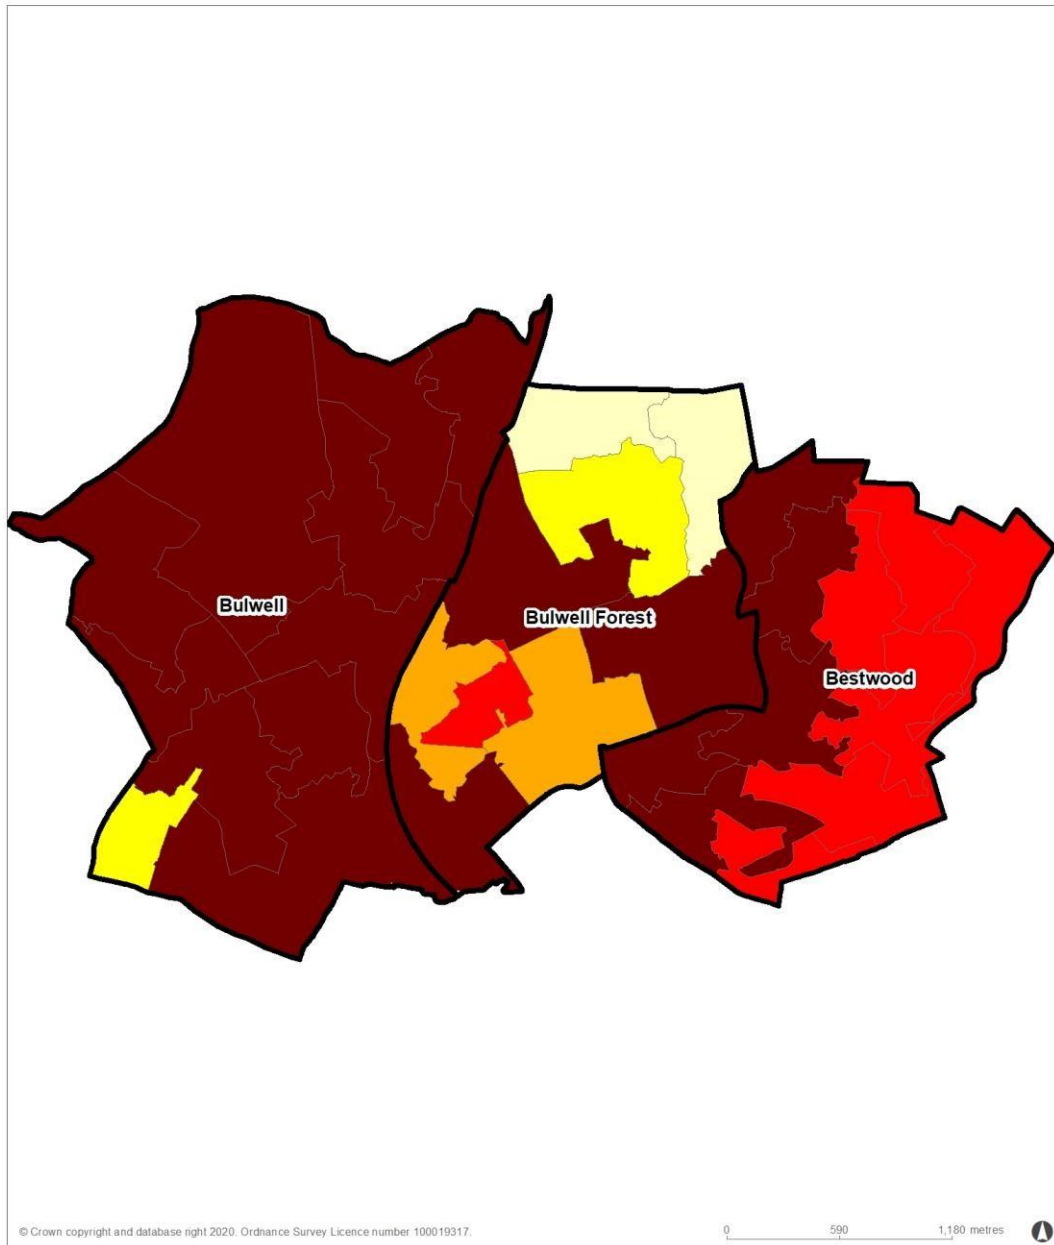 Bulwell
Bulwell Forest
Bestwood
© Crown copyright and database right 2020. Ordnance Survey Licence number 100019317.
0 590 1,180 metres